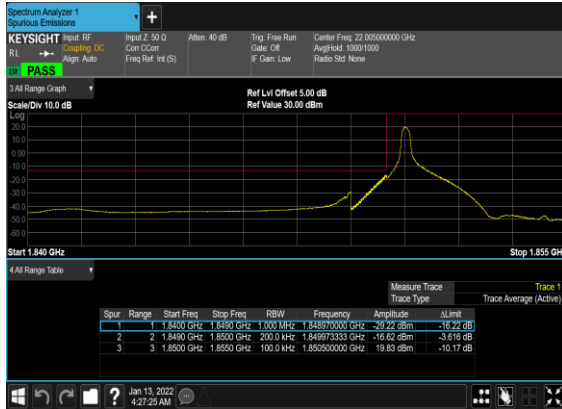 Spectrum Analyzer 1
Spurious Emissions
+
KEYSIGHT Input: RF Input Z: 50 Ω Atten: 40 dB Trig: Free Run Center Freq: 22.005000000 GHz
RL Coupling: DC Corr CCorr Gate: Off Avg|Hold: 1000/1000
Align: Auto Freq Ref: Int (S) IF Gain: Low Radio Std: None
PASS
3 All Range Graph
Ref Lvl Offset 5.00 dB
Scale/Div 10.0 dB Ref Value 30.00 dBm
Log
20.0
10.0
0.00
-10.0
-20.0
-30.0
-40.0
-50.0
-60.0
Start 1.840 GHz Stop 1.855 GH
4 All Range Table
Measure Trace Trace 1
Trace Type Trace Average (Active)
Spur Range Start Freq Stop Freq RBW Frequency Amplitude ΔLimit
1 1 1.8400 GHz 1.8490 GHz 1.000 MHz 1.848970000 GHz -29.22 dBm -16.22 dB
2 2 1.8490 GHz 1.8500 GHz 200.0 kHz 1.849973333 GHz -16.62 dBm -3.616 dB
3 3 1.8500 GHz 1.8550 GHz 100.0 kHz 1.850500000 GHz 19.83 dBm -10.17 dB
? Jan 13, 2022
4:27:25 AM